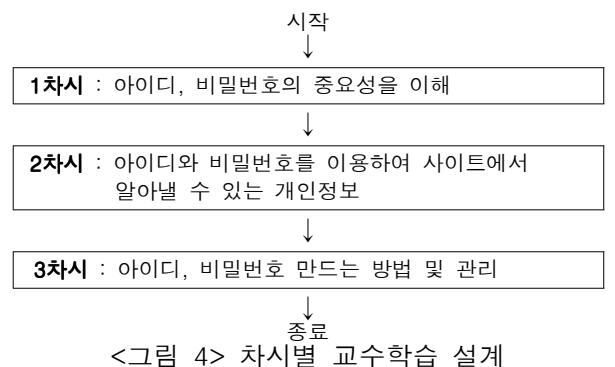 시작
↓
1차시 : 아이디, 비밀번호의 중요성을 이해
↓
2차시 : 아이디와 비밀번호를 이용하여 사이트에서
알아낼 수 있는 개인정보
↓
3차시 : 아이디, 비밀번호 만드는 방법 및 관리
↓
종료
<그림 4> 차시별 교수학습 설계